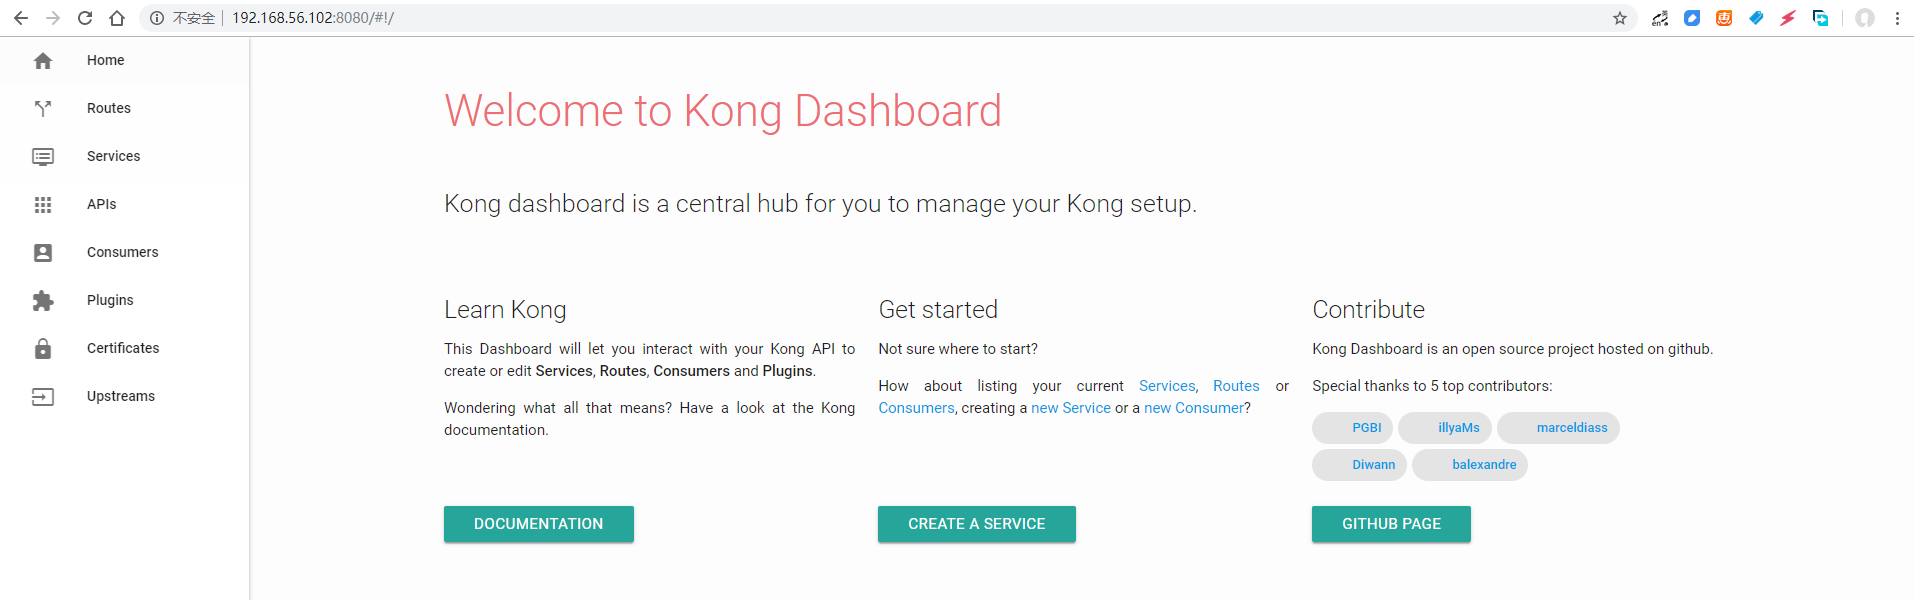 不安全 192.168.56.102:8080/#!/
Home
Routes
Services
APIs
Consumers
Plugins
Certificates
Upstreams
Welcome to Kong Dashboard
Kong dashboard is a central hub for you to manage your Kong setup.
Learn Kong
This Dashboard will let you interact with your Kong API to
create or edit Services, Routes, Consumers and Plugins.
Wondering what all that means? Have a look at the Kong
documentation.
DOCUMENTATION
Get started
Not sure where to start?
How about listing your current Services, Routes or
Consumers, creating a new Service or a new Consumer?
CREATE A SERVICE
Contribute
Kong Dashboard is an open source project hosted on github.
Special thanks to 5 top contributors:
PGBI illyaMs marceldiass
Diwann balexandre
GITHUB PAGE